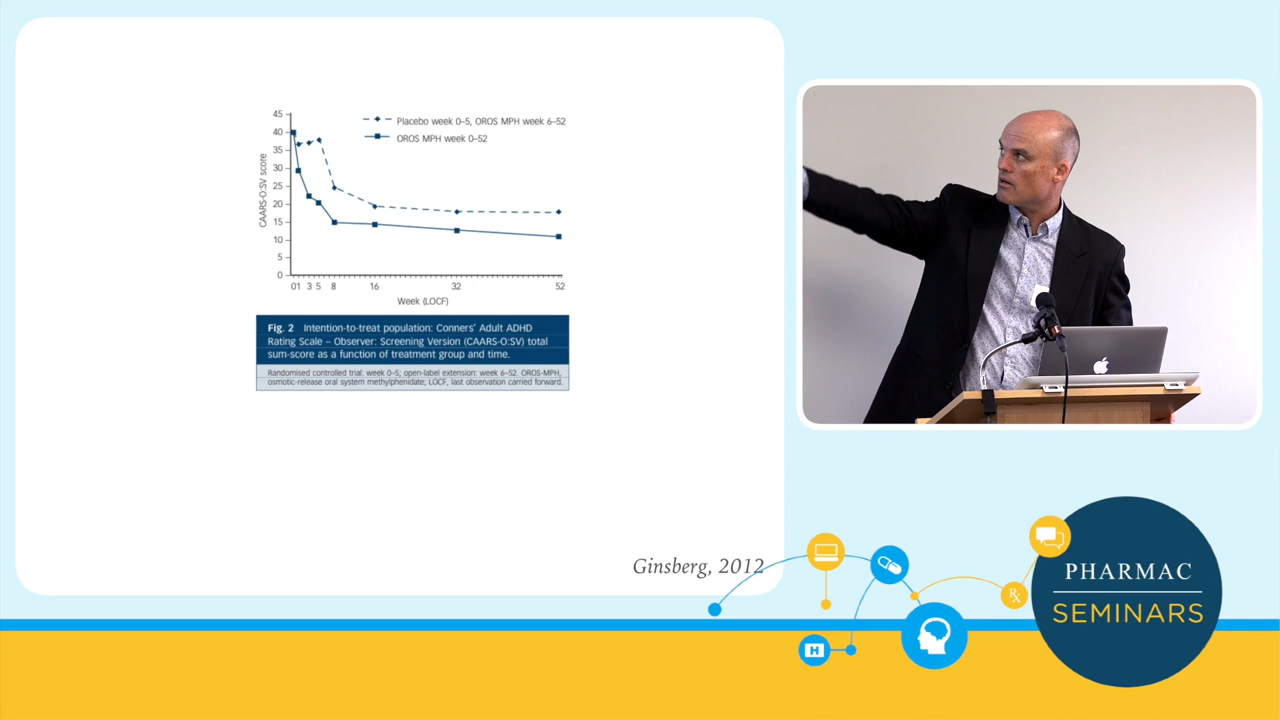 45
40
35
30
25
20
15
10
5
0
CAARS-O:SV score
Placebo week 0–5, OROS MPH week 6–52
OROS MPH week 0–52
01 3 5 8 16 32 52
Week (LOCF)
Fig. 2 Intention-to-treat population: Conners' Adult ADHD
Rating Scale – Observer: Screening Version (CAARS-O:SV) total
sum-score as a function of treatment group and time.
Randomised controlled trial: week 0–5; open-label extension: week 6–52. OROS-MPH,
osmotic-release oral system methylphenidate; LOCF, last observation carried forward.
Ginsberg, 2012
H
Rx
PHARMAC
SEMINARS